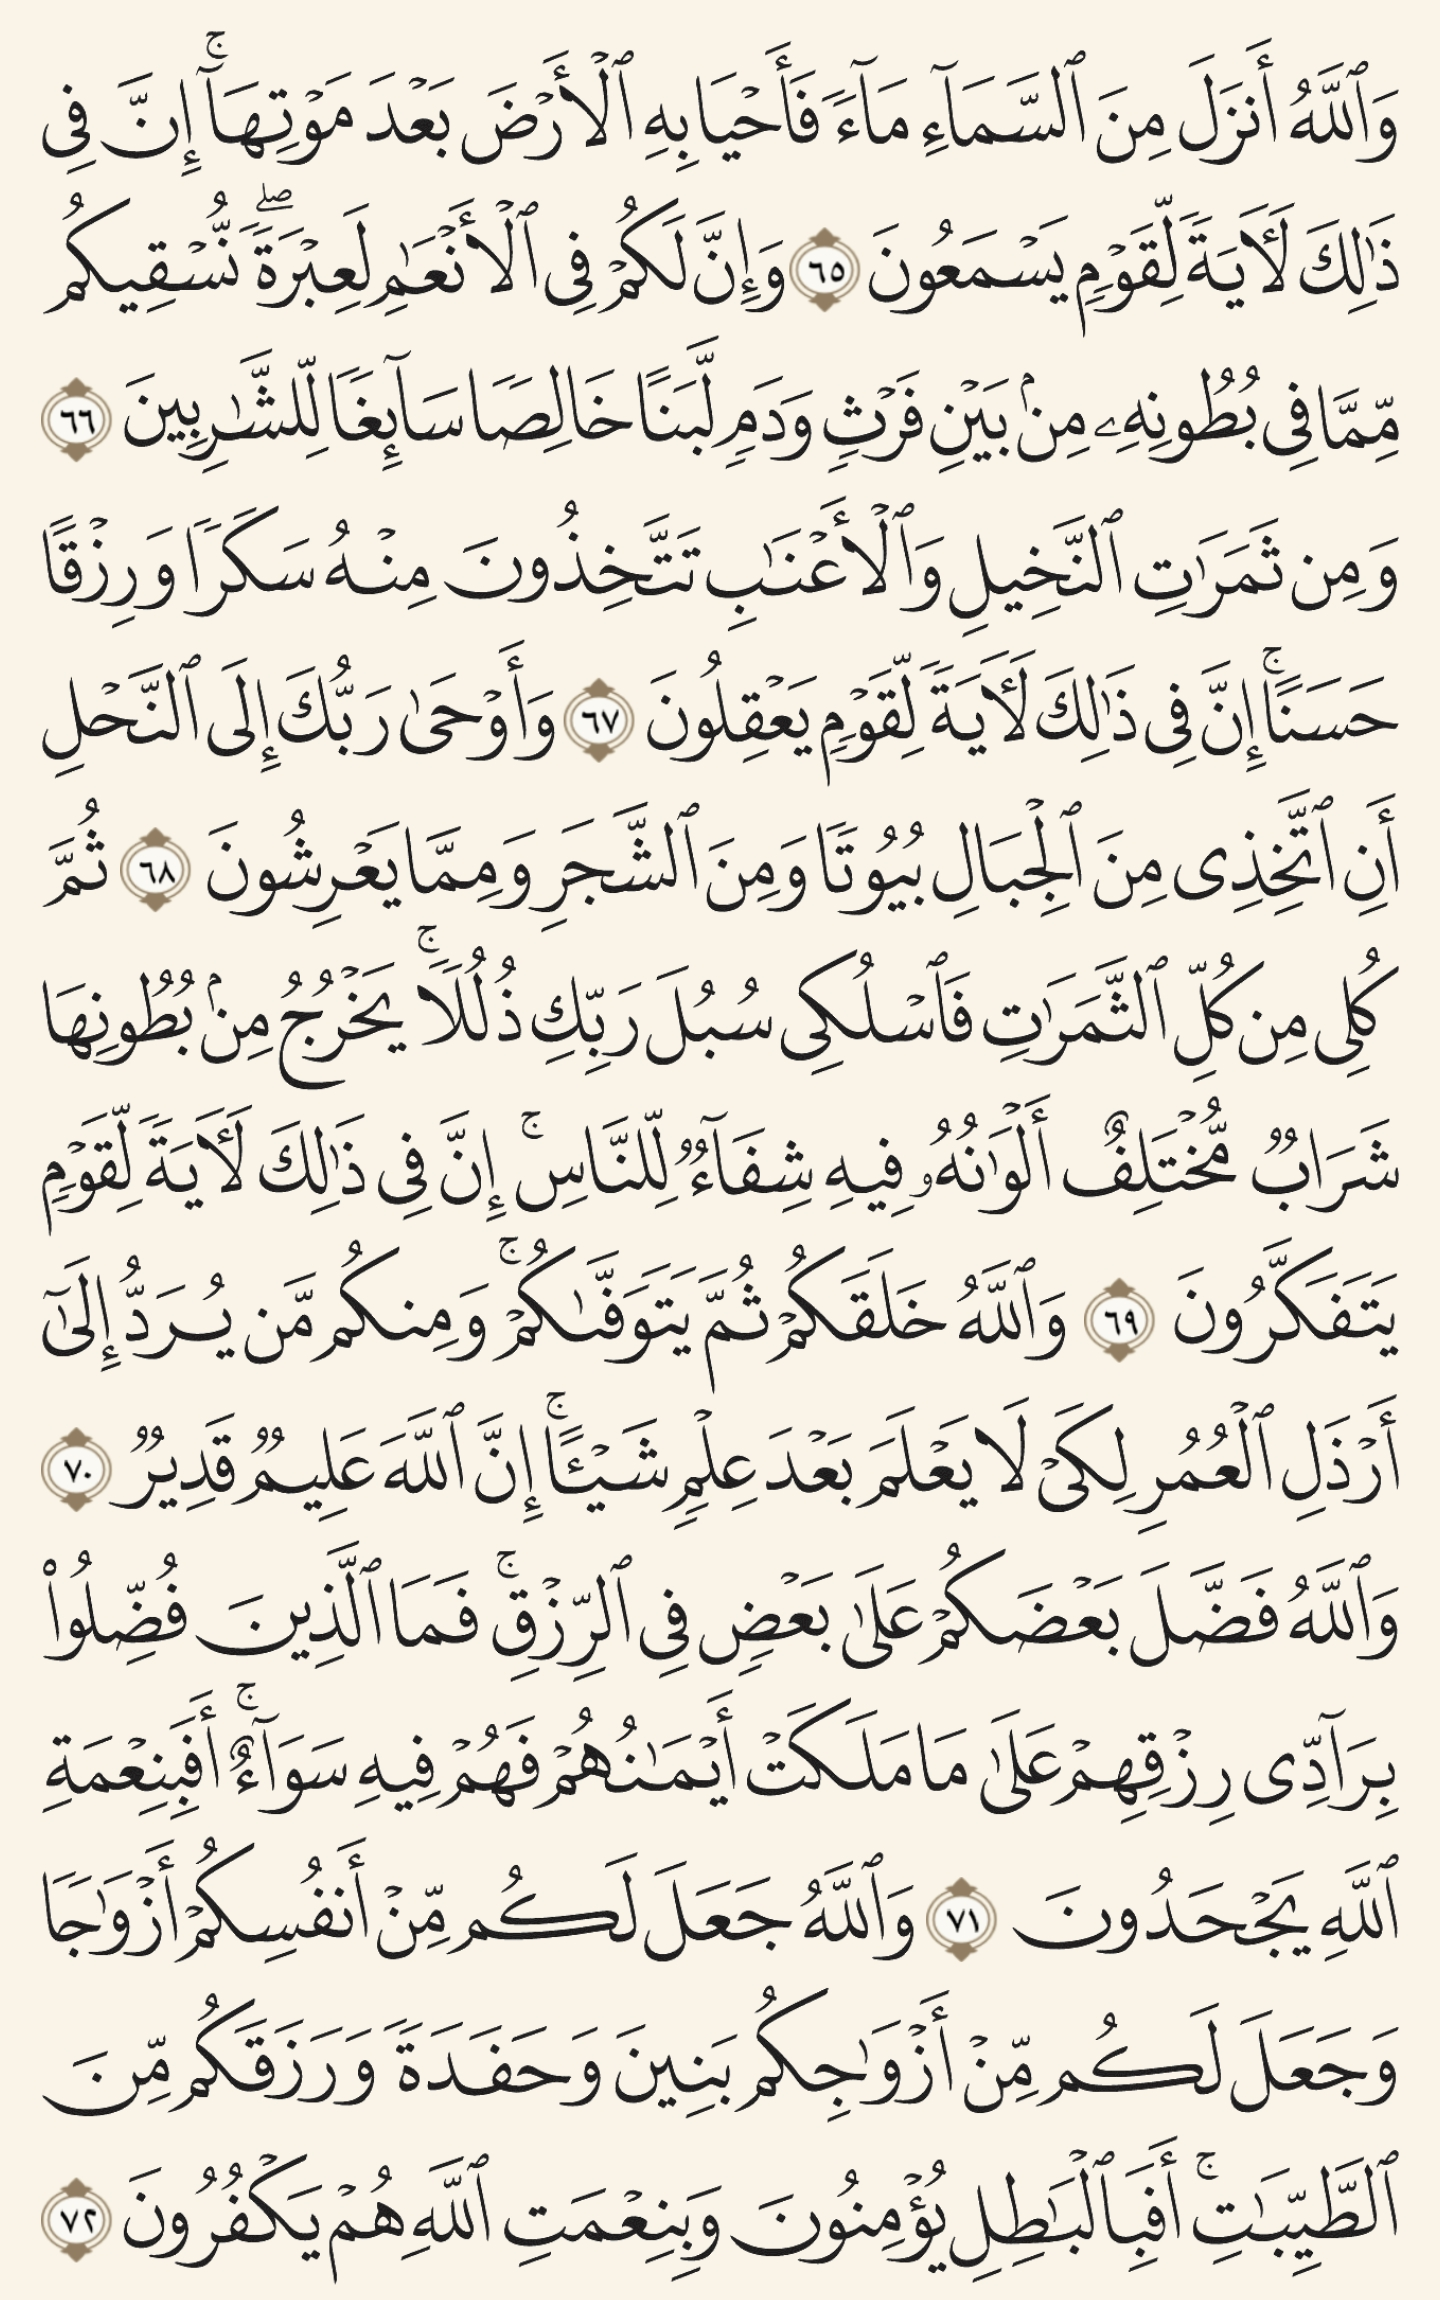 وَٱللَّهُ أَنزَلَ مِنَ ٱلسَّمَآءِ مَآءً فَأَحْيَا بِهِ ٱلْأَرْضَ بَعْدَ مَوْتِهَآ ۚ إِنَّ فِى
ذَٰلِكَ لَـَٔايَةً لِّقَوْمٍ يَسْمَعُونَ ٦٥ وَإِنَّ لَكُمْ فِى ٱلْأَنْعَـٰمِ لَعِبْرَةً ۖ نُّسْقِيكُم
مِّمَّا فِى بُطُونِهِۦ مِنۢ بَيْنِ فَرْثٍ وَدَمٍ لَّبَنًا خَالِصًا سَآئِغًا لِّلشَّـٰرِبِينَ ٦٦
وَمِن ثَمَرَٰتِ ٱلنَّخِيلِ وَٱلْأَعْنَـٰبِ تَتَّخِذُونَ مِنْهُ سَكَرًا وَرِزْقًا
حَسَنًا ۗ إِنَّ فِى ذَٰلِكَ لَـَٔايَةً لِّقَوْمٍ يَعْقِلُونَ ٦٧ وَأَوْحَىٰ رَبُّكَ إِلَى ٱلنَّحْلِ
أَنِ ٱتَّخِذِى مِنَ ٱلْجِبَالِ بُيُوتًا وَمِنَ ٱلشَّجَرِ وَمِمَّا يَعْرِشُونَ ٦٨ ثُمَّ
كُلِى مِن كُلِّ ٱلثَّمَرَٰتِ فَٱسْلُكِى سُبُلَ رَبِّكِ ذُلُلًا ۚ يَخْرُجُ مِنۢ بُطُونِهَا
شَرَابٌ مُّخْتَلِفٌ أَلْوَٰنُهُۥ فِيهِ شِفَآءٌ لِّلنَّاسِ ۚ إِنَّ فِى ذَٰلِكَ لَـَٔايَةً لِّقَوْمٍ
يَتَفَكَّرُونَ ٦٩ وَٱللَّهُ خَلَقَكُمْ ثُمَّ يَتَوَفَّىٰكُمْ ۚ وَمِنكُم مَّن يُرَدُّ إِلَىٰٓ
أَرْذَلِ ٱلْعُمُرِ لِكَىْ لَا يَعْلَمَ بَعْدَ عِلْمٍ شَيْـًٔا ۚ إِنَّ ٱللَّهَ عَلِيمٌ قَدِيرٌ ٧٠
وَٱللَّهُ فَضَّلَ بَعْضَكُمْ عَلَىٰ بَعْضٍ فِى ٱلرِّزْقِ ۚ فَمَا ٱلَّذِينَ فُضِّلُوا۟
بِرَآدِّى رِزْقِهِمْ عَلَىٰ مَا مَلَكَتْ أَيْمَـٰنُهُمْ فَهُمْ فِيهِ سَوَآءٌ ۚ أَفَبِنِعْمَةِ
ٱللَّهِ يَجْحَدُونَ ٧١ وَٱللَّهُ جَعَلَ لَكُم مِّنْ أَنفُسِكُمْ أَزْوَٰجًا
وَجَعَلَ لَكُم مِّنْ أَزْوَٰجِكُم بَنِينَ وَحَفَدَةً وَرَزَقَكُم مِّنَ
ٱلطَّيِّبَـٰتِ ۚ أَفَبِٱلْبَـٰطِلِ يُؤْمِنُونَ وَبِنِعْمَتِ ٱللَّهِ هُمْ يَكْفُرُونَ ٧٢